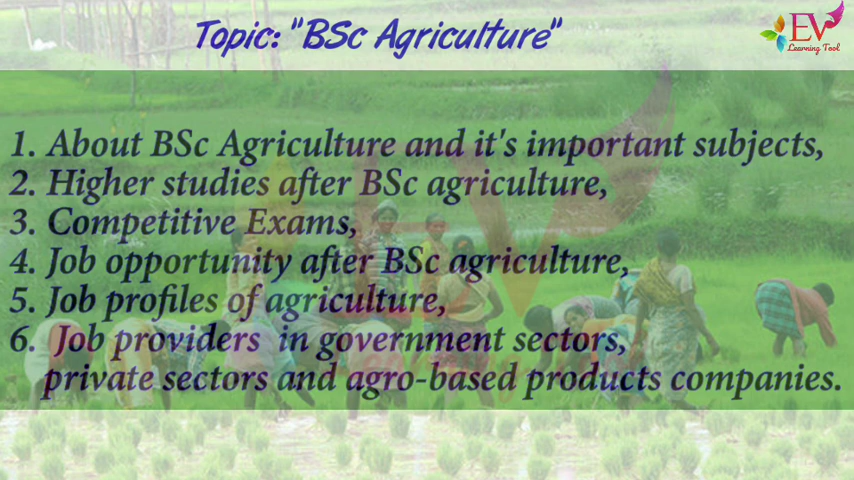 Topic: "BSc Agriculture"
EV
Learning Tool
1. About BSc Agriculture and it's important subjects,
2. Higher studies after BSc agriculture,
3. Competitive Exams,
4. Job opportunity after BSc agriculture,
5. Job profiles of agriculture,
6. Job providers in government sectors,
private sectors and agro-based products companies.